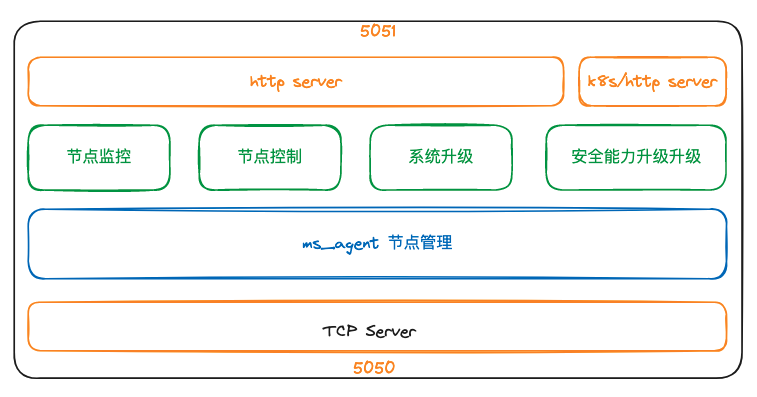 5051
http server
k8s/http server
节点监控
节点控制
系统升级
安全能力升级升级
ms_agent 节点管理
TCP Server
5050